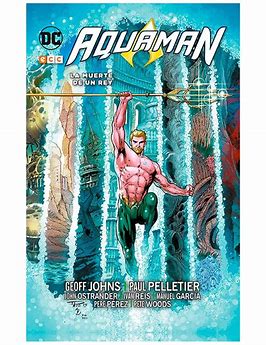 DC
ecc
AQUAMAN
LA MUERTE
DE UN REY
GEOFF JOHNS PAUL PELLETIER
JOHN OSTRANDER IVAN REIS MANUEL GARCIA
PERE PÉREZ PETE WOODS